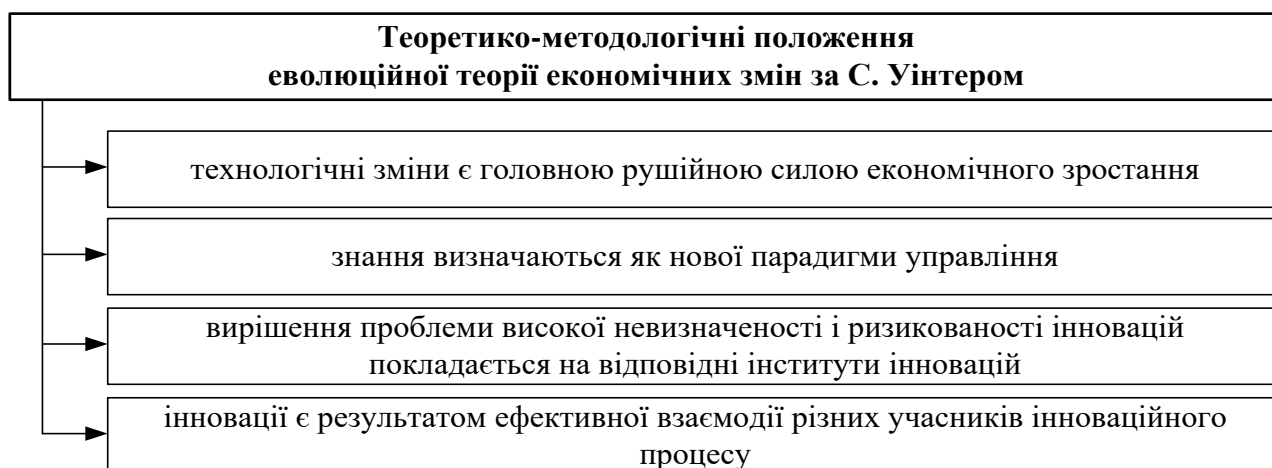 Теоретико-методологічні положення
еволюційної теорії економічних змін за С. Уінтером
технологічні зміни є головною рушійною силою економічного зростання
знання визначаються як нової парадигми управління
вирішення проблеми високої невизначеності і ризикованості інновацій
покладається на відповідні інститути інновацій
інновації є результатом ефективної взаємодії різних учасників інноваційного
процесу